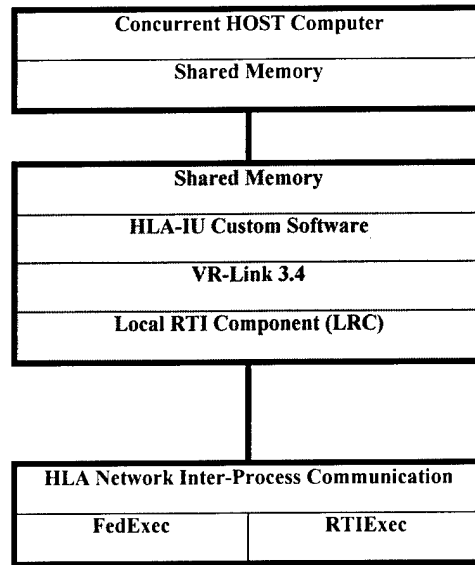 Concurrent HOST Computer
Shared Memory
Shared Memory
HLA-IU Custom Software
VR-Link 3.4
Local RTI Component (LRC)
HLA Network Inter-Process Communication
FedExec
RTIExec